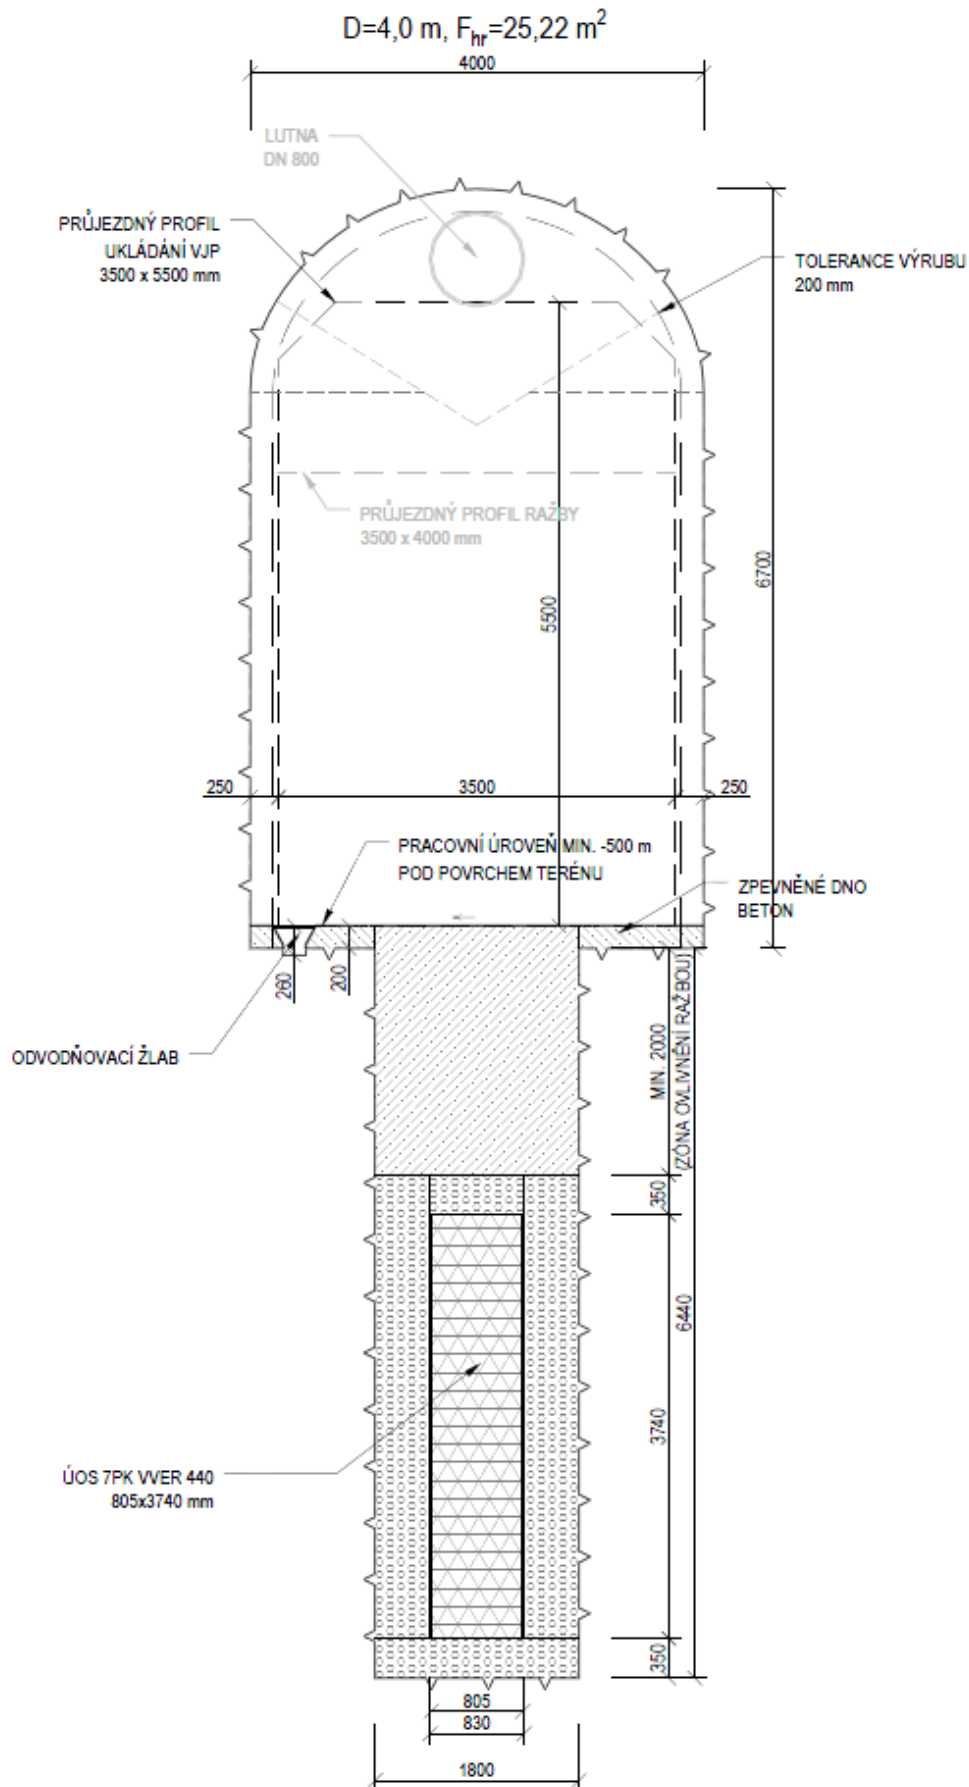 D=4,0 m, Fhr=25,22 m²
4000
LUTNA
DN 800
PRŮJEZDNÝ PROFIL
UKLÁDÁNÍ VJP
3500 x 5500 mm
TOLERANCE VÝRUBU
200 mm
PRŮJEZDNÝ PROFIL RAŽBY
3500 x 4000 mm
6700
5500
250
3500
250
PRACOVNÍ ÚROVEŇ MIN. -500 m
POD POVRCHEM TERÉNU
ZPEVNĚNÉ DNO
BETON
260
200
ODVODŇOVACÍ ŽLAB
MIN. 2000
(ZÓNA OVLIVNĚNÍ RAŽBOU)
350
6440
3740
ÚOS 7PK VVER 440
805x3740 mm
350
805
830
1800